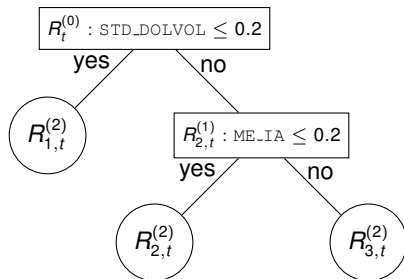 R_t^{(0)} : STD_DOLVOL ≤ 0.2
yes no
R_{1,t}^{(2)}
R_{2,t}^{(1)} : ME_IA ≤ 0.2
yes no
R_{2,t}^{(2)} R_{3,t}^{(2)}